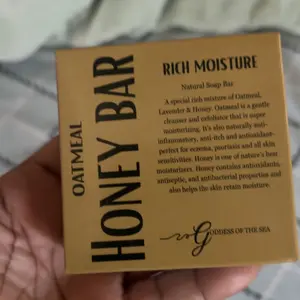 OATMEAL
HONEY BAR
RICH MOISTURE
Natural Soap Bar
A special rich mixture of Oatmeal,
Lavender & Honey. Oatmeal is a gentle
cleanser and exfoliator that is super
moisturizing. It's also naturally anti-
inflammatory, anti-itch and antioxidant-
perfect for eczema, psoriasis and all skin
sensitivities. Honey is one of nature's best
moisturizers. Honey contains antioxidants,
antiseptic, and antibacterial properties and
also helps the skin retain moisture.
GODDESS OF THE SEA